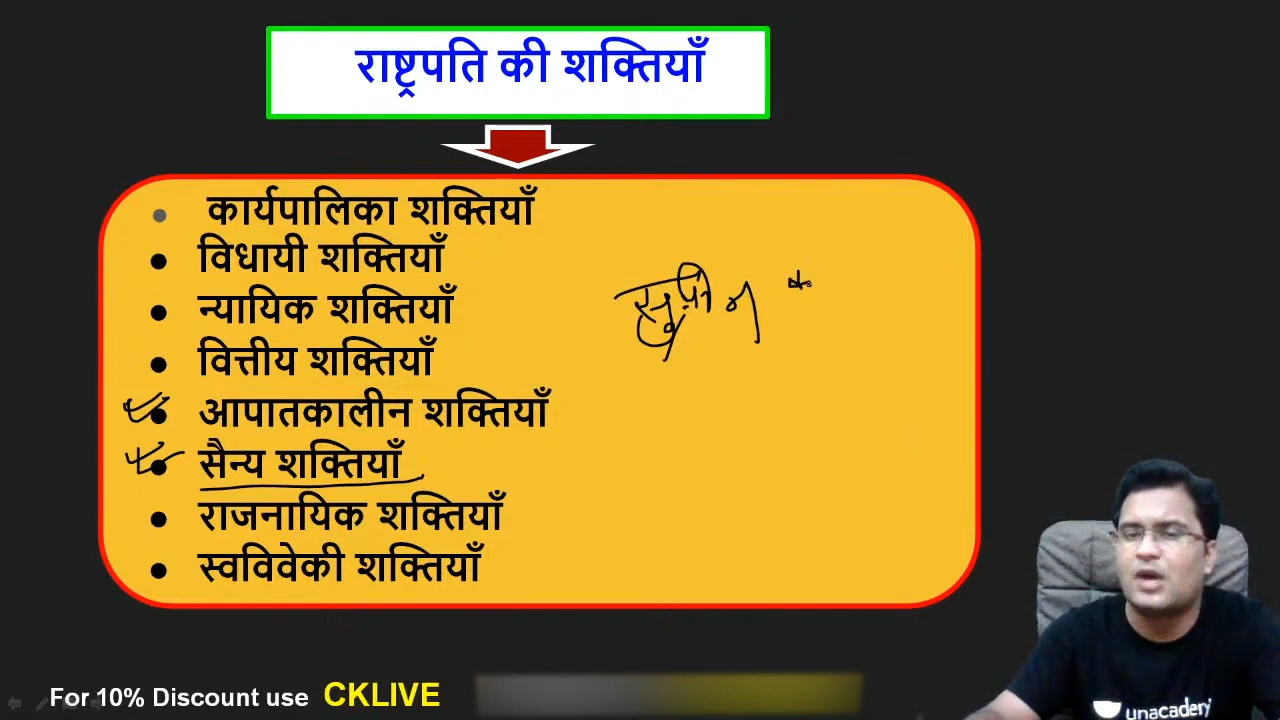 राष्ट्रपति की शक्तियाँ
कार्यपालिका शक्तियाँ
विधायी शक्तियाँ
न्यायिक शक्तियाँ
वित्तीय शक्तियाँ
आपातकालीन शक्तियाँ
सैन्य शक्तियाँ
राजनायिक शक्तियाँ
स्वविवेकी शक्तियाँ
For 10% Discount use CKLIVE
unacademy